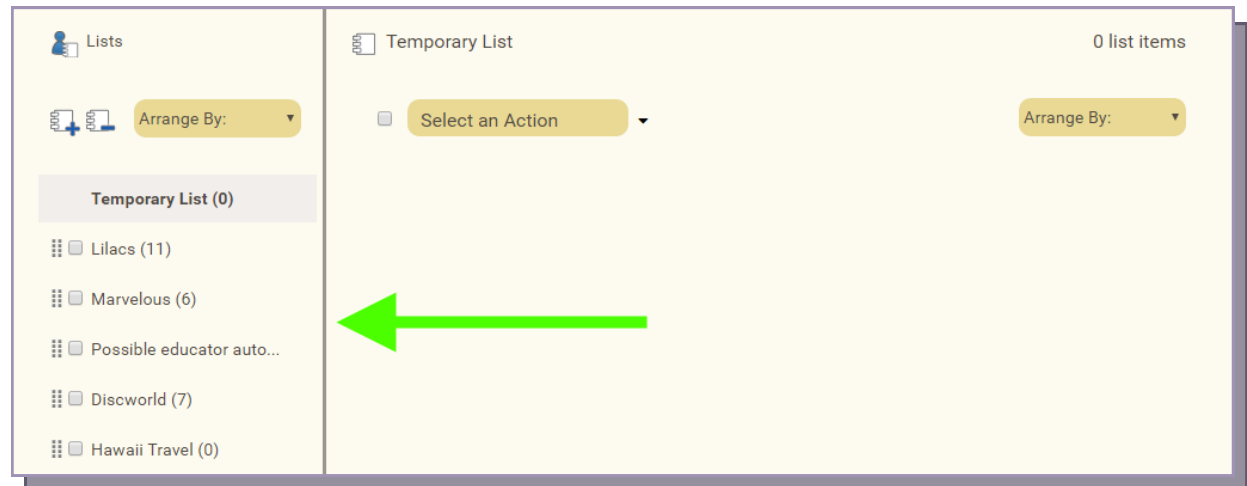 Lists
Arrange By:
Temporary List (0)
Lilacs (11)
Marvelous (6)
Possible educator auto...
Discworld (7)
Hawaii Travel (0)
Temporary List
0 list items
Select an Action
Arrange By: